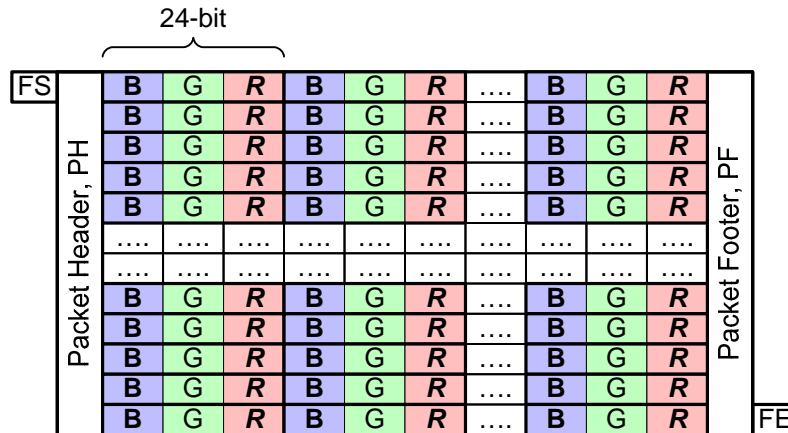 24-bit
FS B G R B G R .... B G R
B G R B G R .... B G R
B G R B G R .... B G R
B G R B G R .... B G R
B G R B G R .... B G R
.... .... .... .... .... .... .... .... .... ....
.... .... .... .... .... .... .... .... .... ....
B G R B G R .... B G R
B G R B G R .... B G R
B G R B G R .... B G R
B G R B G R .... B G R
B G R B G R .... B G R FE
Packet Header, PH
Packet Footer, PF